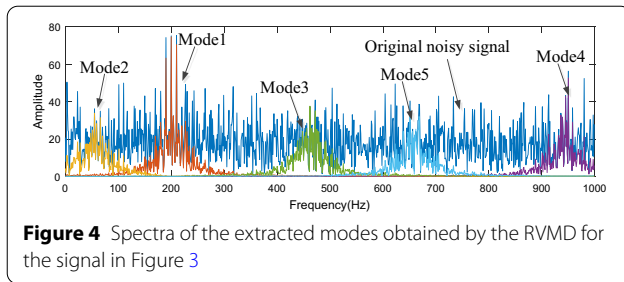 80
60
40
20
0
Amplitude
Mode2
Mode1
Mode3
Original noisy signal
Mode5
Mode4
0 100 200 300 400 500 600 700 800 900 1000
Frequency(Hz)
Figure 4 Spectra of the extracted modes obtained by the RVMD for
the signal in Figure 3